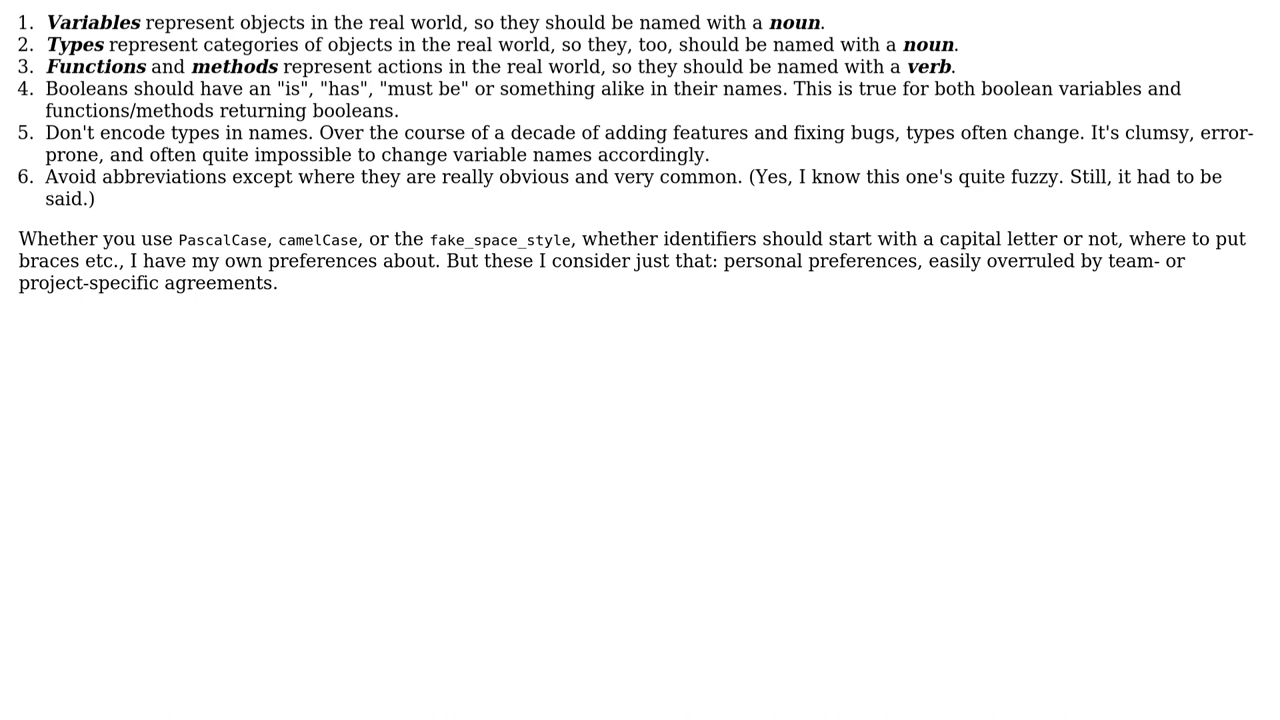 1. Variables represent objects in the real world, so they should be named with a noun.
2. Types represent categories of objects in the real world, so they, too, should be named with a noun.
3. Functions and methods represent actions in the real world, so they should be named with a verb.
4. Booleans should have an "is", "has", "must be" or something alike in their names. This is true for both boolean variables and
functions/methods returning booleans.
5. Don't encode types in names. Over the course of a decade of adding features and fixing bugs, types often change. It's clumsy, error-
prone, and often quite impossible to change variable names accordingly.
6. Avoid abbreviations except where they are really obvious and very common. (Yes, I know this one's quite fuzzy. Still, it had to be
said.)
Whether you use PascalCase, camelCase, or the fake_space_style, whether identifiers should start with a capital letter or not, where to put
braces etc., I have my own preferences about. But these I consider just that: personal preferences, easily overruled by team- or
project-specific agreements.